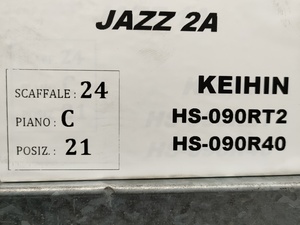 JAZZ 2A
SCAFFALE : 24
PIANO : C
POSIZ. : 21
KEIHIN
HS-090RT2
HS-090R40